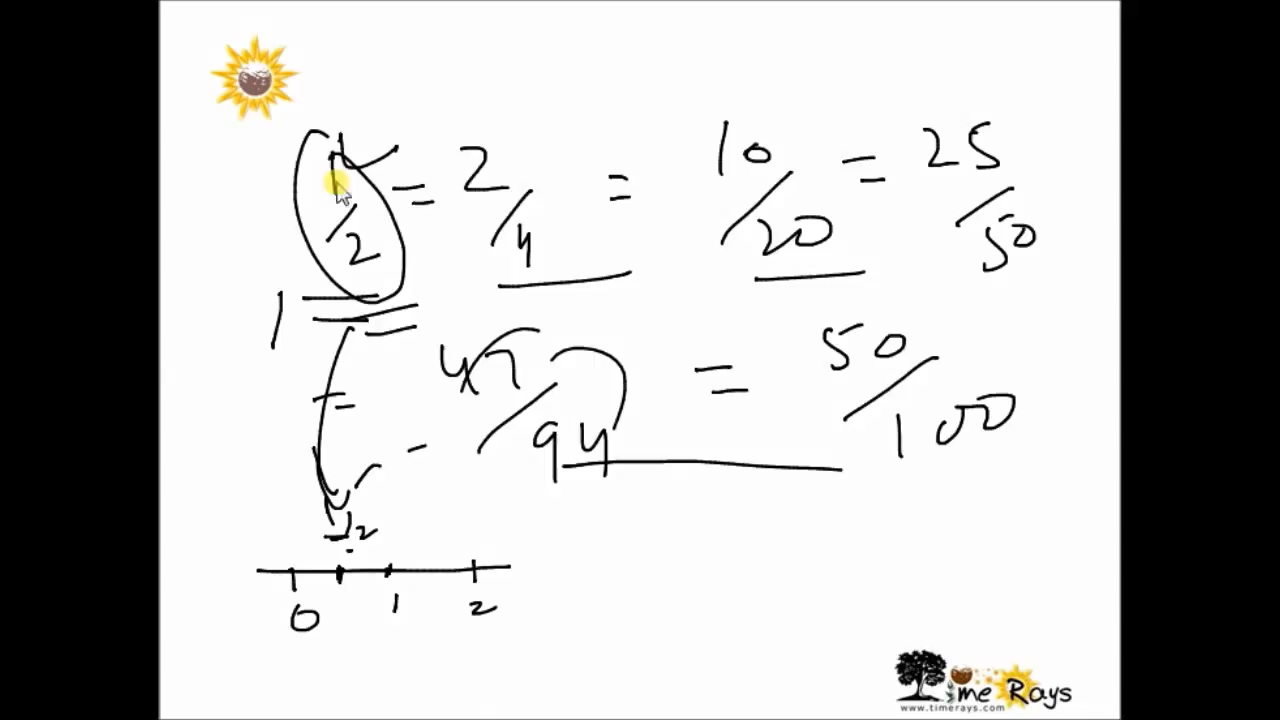 1/2 = 2/4 = 10/20 = 25/50
1
= 47/94 = 50/100
1/2
0 1 2
Time Rays
www.timerays.com